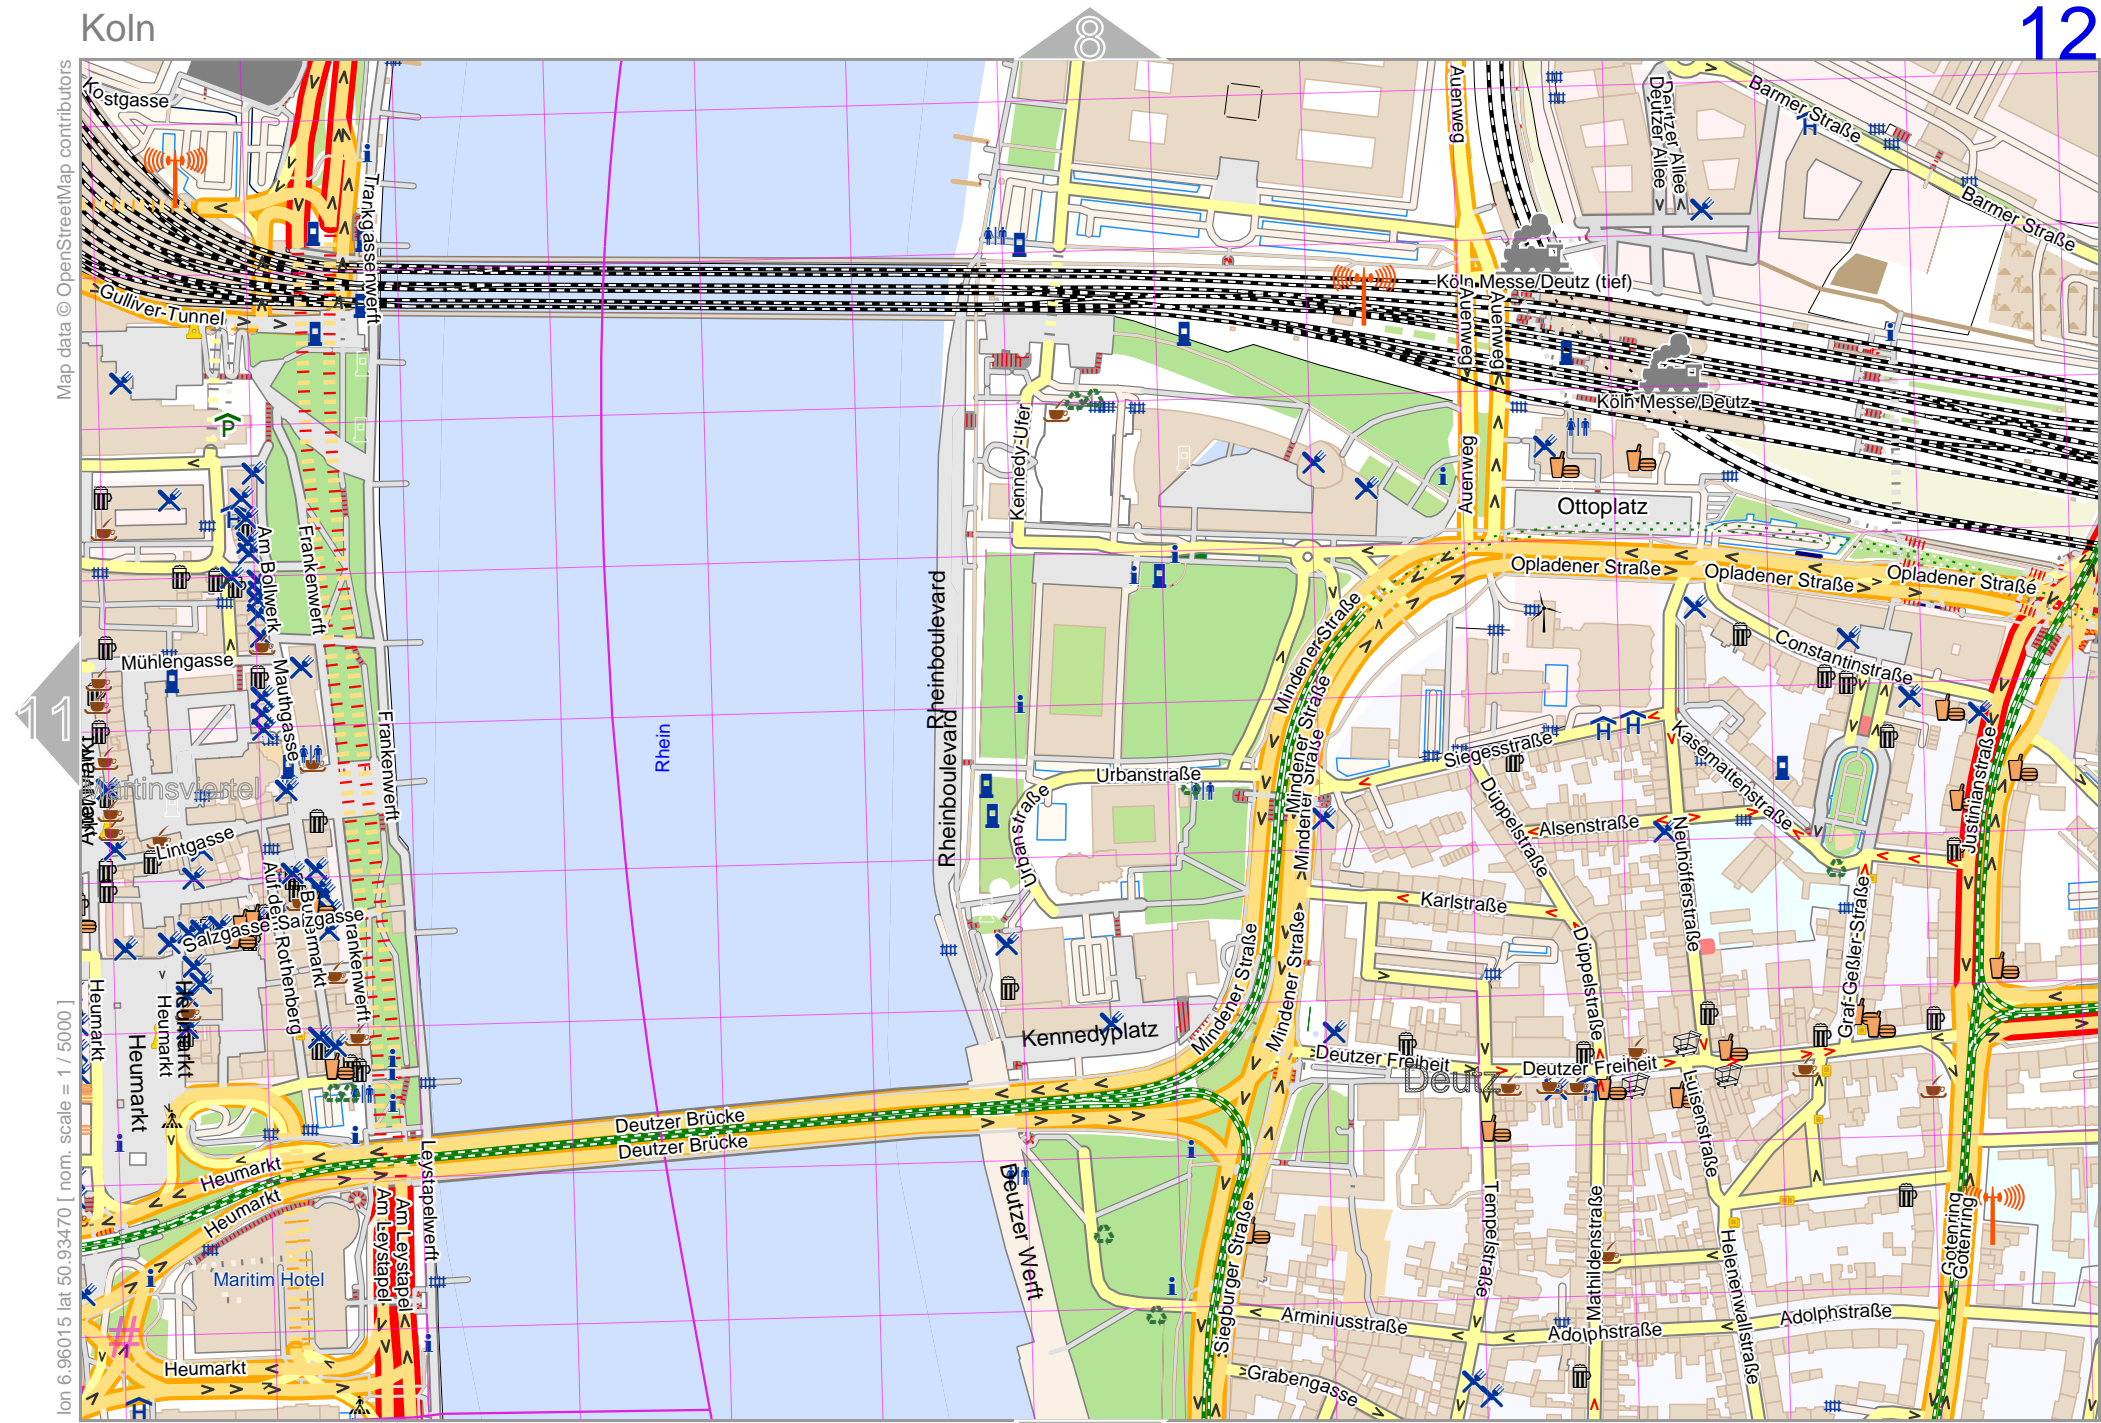 Koln
8
12
Map data © OpenStreetMap contributors
lon 6.96015 lat 50.93470 [ nom. scale = 1 / 5000 ]
11
Kostgasse
Trankgassenwerft
Gulliver-Tunnel
P
Am Bollwerk
Frankenwerft
Mühlengasse
Mauthgasse
Frankenwerft
Martinsviertel
Lintgasse
Auf dem Rothenberg
Buttermarkt
Salzgasse
Salzgasse
Frankenwerft
Heumarkt
Heumarkt
Heumarkt
Heumarkt
Heumarkt
Heumarkt
Maritim Hotel
Heumarkt
Am Leystapel
Am Leystapel
Leystapelwerft
Rhein
Deutzer Brücke
Deutzer Brücke
Rheinboulevard
Rheinboulevard
Rheinboulevard
Kennedy-Ufer
Urbanstraße
Urbanstraße
Kennedyplatz
Deutzer Werft
Auenweg
Auenweg
Auenweg
Auenweg
Deutzer Allee
Deutzer Allee
Barmer Straße
Barmer Straße
Köln Messe/Deutz (tief)
Köln Messe/Deutz
Ottoplatz
Opladener Straße
Opladener Straße
Opladener Straße
Constantinstraße
Mindener Straße
Mindener Straße
Mindener Straße
Mindener Straße
Mindener Straße
Siegesstraße
Kasemattenstraße
Justinianstraße
Düppelstraße
Alsenstraße
Neuhöfferstraße
Karlstraße
Düppelstraße
Graf-Geßler-Straße
Deutzer Freiheit
Deutzer Freiheit
Deutz
Luisenstraße
Tempelstraße
Mathildenstraße
Helenenwallstraße
Gotenring
Gotenring
Siegburger Straße
Arminiusstraße
Adolphstraße
Adolphstraße
Grabengasse